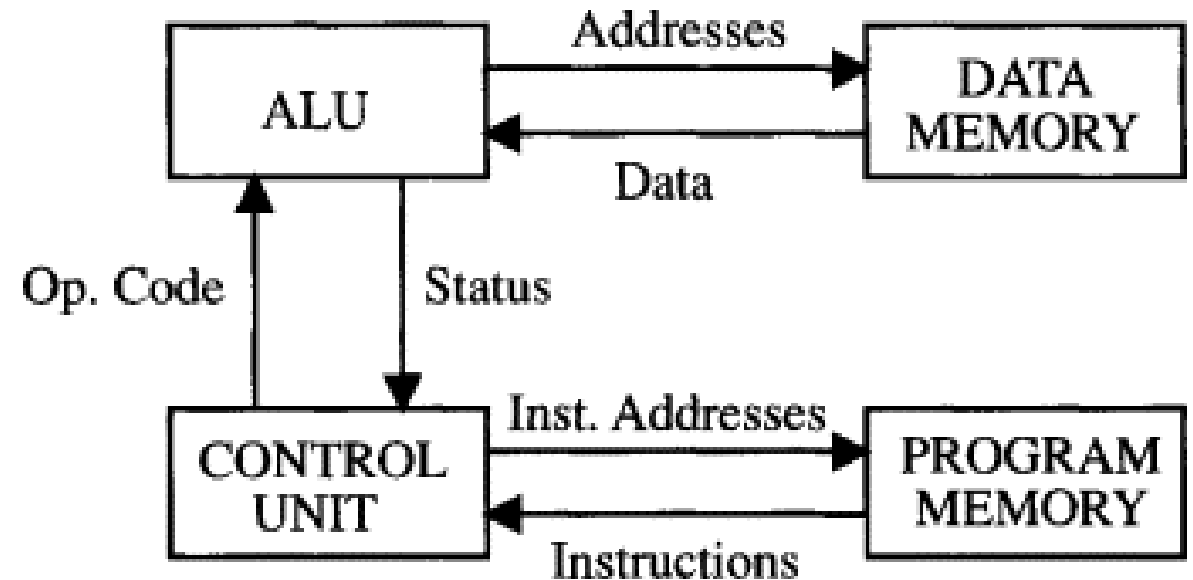 Addresses
ALU
DATA
MEMORY
Data
Op. Code
Status
Inst. Addresses
CONTROL
UNIT
PROGRAM
MEMORY
Instructions